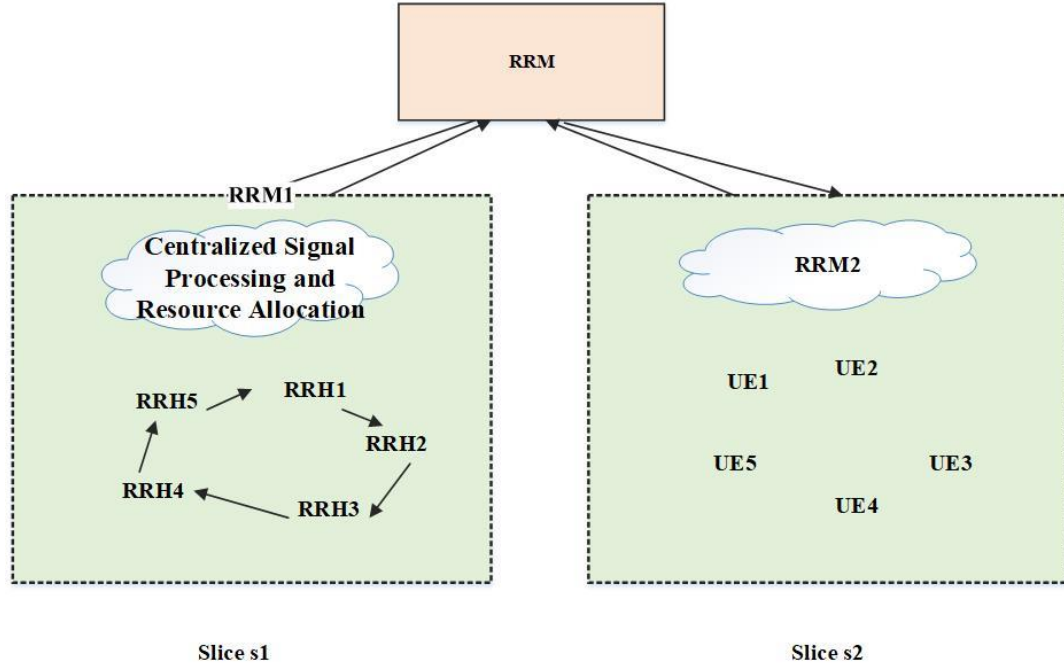 RRM
RRM1
Centralized Signal
Processing and
Resource Allocation
RRH1
RRH5
RRH2
RRH4
RRH3
RRM2
UE1
UE2
UE5
UE3
UE4
Slice s1
Slice s2